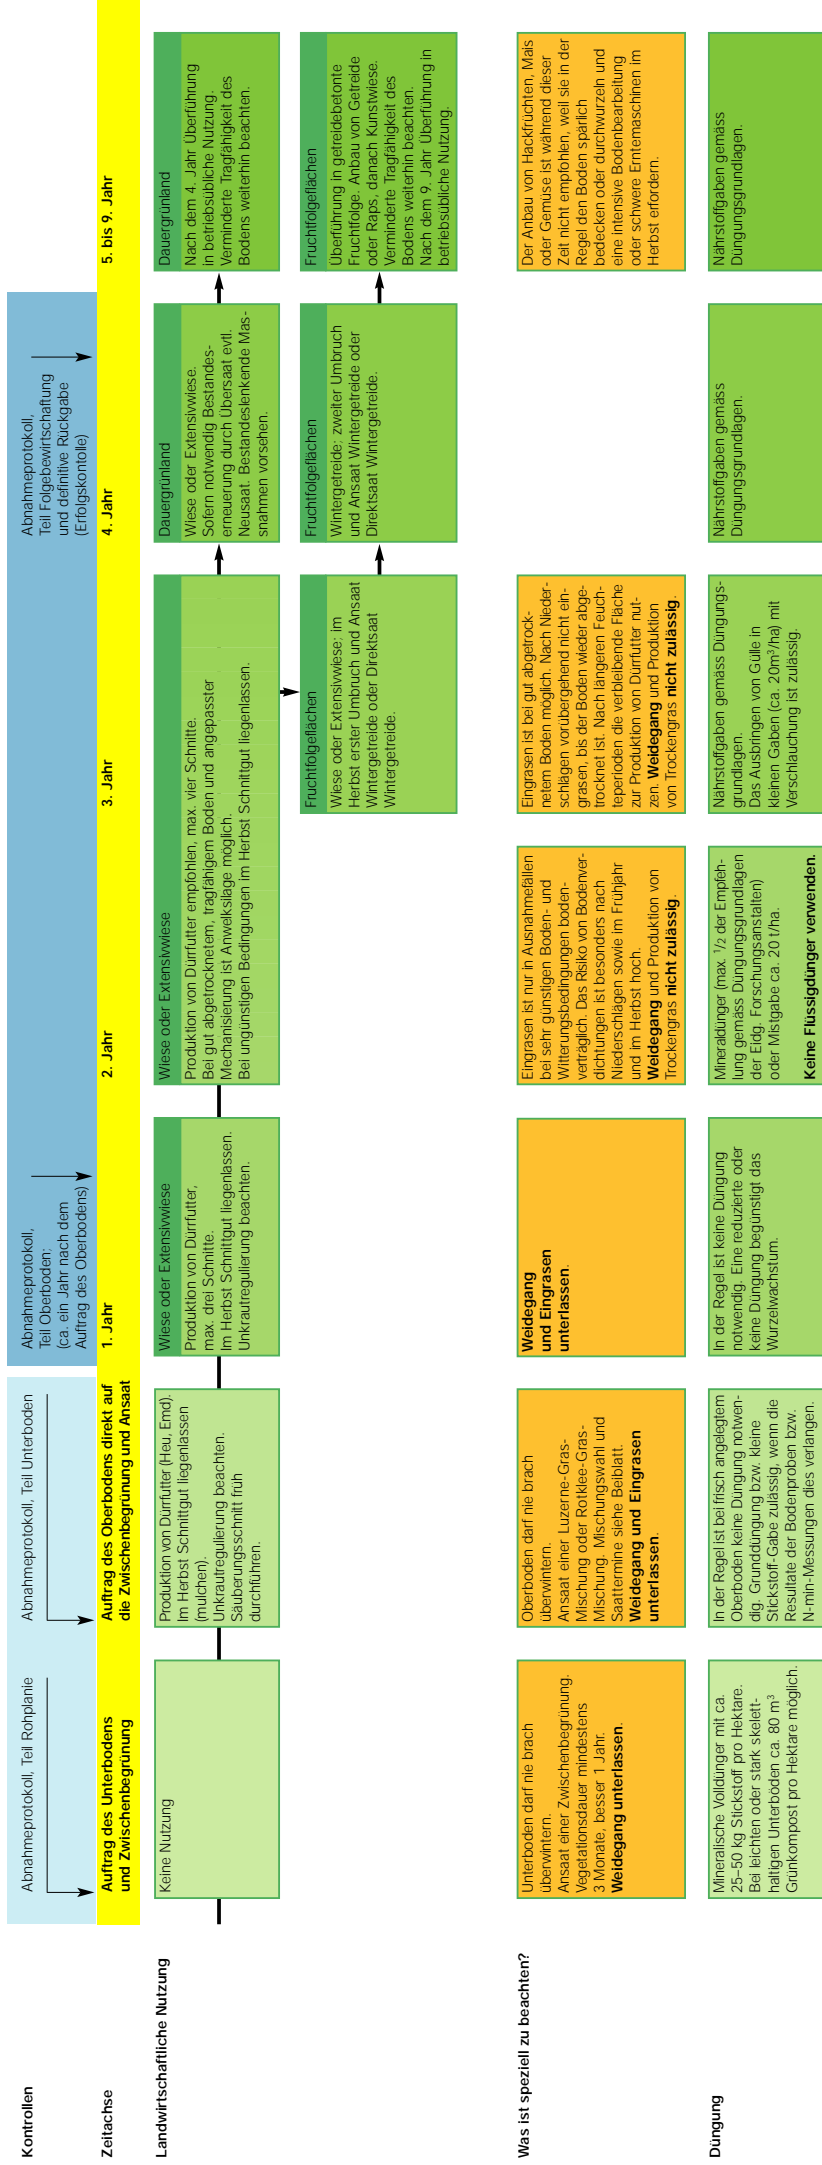 Kontrollen
Abnahmeprotokoll, Teil Rohplanie
Abnahmeprotokoll, Teil Unterboden
Abnahmeprotokoll,
Teil Oberboden;
(ca. ein Jahr nach dem
Auftrag des Oberbodens)
Abnahmeprotokoll,
Teil Folgebewirtschaftung
und definitive Rückgabe
(Erfolgskontolle)
Zeitachse
Auftrag des Unterbodens
und Zwischenbegrünung
Auftrag des Oberbodens direkt auf
die Zwischenbegrünung und Ansaat
1. Jahr
2. Jahr
3. Jahr
4. Jahr
5. bis 9. Jahr
Landwirtschaftliche Nutzung
Keine Nutzung
Produktion von Dürrfutter (Heu, Emd).
Im Herbst Schnittgut liegenlassen
(mulchen).
Unkrautregulierung beachten.
Säuberungsschnitt früh
durchführen.
Wiese oder Extensivwiese
Produktion von Dürrfutter,
max. drei Schnitte.
Im Herbst Schnittgut liegenlassen.
Unkrautregulierung beachten.
Wiese oder Extensivwiese
Produktion von Dürrfutter empfohlen, max. vier Schnitte.
Bei gut abgetrocknetem, tragfähigem Boden und angepasster
Mechanisierung ist Anwelksilage möglich.
Bei ungünstigen Bedingungen im Herbst Schnittgut liegenlassen.
Dauergrünland
Wiese oder Extensivwiese.
Sofern notwendig Bestandes-
erneuerung durch Übersaat evtl.
Neusaat. Bestandeslenkende Mas-
snahmen vorsehen.
Dauergrünland
Nach dem 4. Jahr Überführung
in betriebsübliche Nutzung.
Verminderte Tragfähigkeit des
Bodens weiterhin beachten.
Fruchtfolgeflächen
Wiese oder Extensivwiese; im
Herbst erster Umbruch und Ansaat
Wintergetreide oder Direktsaat
Wintergetreide.
Fruchtfolgeflächen
Wintergetreide; zweiter Umbruch
und Ansaat Wintergetreide oder
Direktsaat Wintergetreide.
Fruchtfolgeflächen
Überführung in getreidebetonte
Fruchtfolge. Anbau von Getreide
oder Raps, danach Kunstwiese.
Verminderte Tragfähigkeit des
Bodens weiterhin beachten.
Nach dem 9. Jahr Überführung in
betriebsübliche Nutzung.
Was ist speziell zu beachten?
Unterboden darf nie brach
überwintern.
Ansaat einer Zwischenbegrünung.
Vegetationsdauer mindestens
3 Monate, besser 1 Jahr.
Weidegang unterlassen.
Oberboden darf nie brach
überwintern.
Ansaat einer Luzerne-Gras-
Mischung oder Rotklee-Gras-
Mischung. Mischungswahl und
Saattermine siehe Beiblatt.
Weidegang und Eingrasen
unterlassen.
Weidegang
und Eingrasen
unterlassen.
Eingrasen ist nur in Ausnahmefällen
bei sehr günstigen Boden- und
Witterungsbedingungen boden-
verträglich. Das Risiko von Bodenver-
dichtungen ist besonders nach
Niederschlägen sowie im Frühjahr
und im Herbst hoch.
Weidegang und Produktion von
Trockengras nicht zulässig.
Eingrasen ist bei gut abgetrock-
netem Boden möglich. Nach Nieder-
schlägen vorübergehend nicht ein-
grasen, bis der Boden wieder abge-
trocknet ist. Nach längeren Feuch-
teperioden die verbleibende Fläche
zur Produktion von Dürrfutter nut-
zen. Weidegang und Produktion
von Trockengras nicht zulässig.
Der Anbau von Hackfrüchten, Mais
oder Gemüse ist während dieser
Zeit nicht empfohlen, weil sie in der
Regel den Boden spärlich
bedecken oder durchwurzeln und
eine intensive Bodenbearbeitung
oder schwere Erntemaschinen im
Herbst erfordern.
Düngung
Mineralische Volldünger mit ca.
25–50 kg Stickstoff pro Hektare.
Bei leichten oder stark skelett-
haltigen Unterböden ca. 80 m³
Grünkompost pro Hektare möglich.
In der Regel ist bei frisch angelegtem
Oberboden keine Düngung notwen-
dig. Grunddüngung bzw. kleine
Stickstoff-Gabe zulässig, wenn die
Resultate der Bodenproben bzw.
N-min-Messungen dies verlangen.
In der Regel ist keine Düngung
notwendig. Eine reduzierte oder
keine Düngung begünstigt das
Wurzelwachstum.
Mineraldünger (max. 1/2 der Empfeh-
lung gemäss Düngungsgrundlagen
der Eidg. Forschungsanstalten)
oder Mistgabe ca. 20 t/ha.
Keine Flüssigdünger verwenden.
Nährstoffgaben gemäss Düngungs-
grundlagen.
Das Ausbringen von Gülle in
kleinen Gaben (ca. 20m³/ha) mit
Verschlauchung ist zulässig.
Nährstoffgaben gemäss
Düngungsgrundlagen.
Nährstoffgaben gemäss
Düngungsgrundlagen.